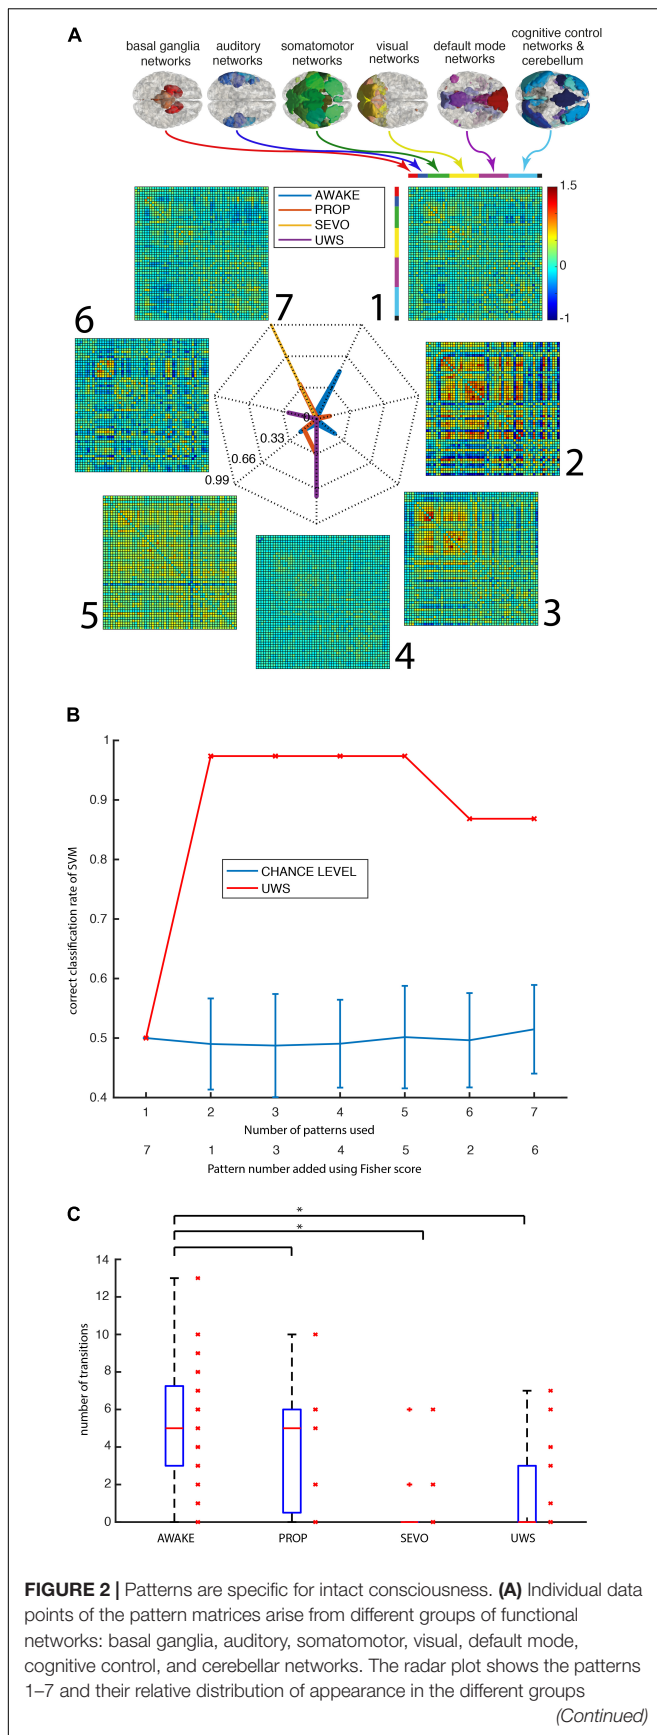 A
basal ganglia networks
auditory networks
somatomotor networks
visual networks
default mode networks
cognitive control networks & cerebellum
AWAKE
PROP
SEVO
UWS
1.5
0
-1
6
7
1
0
0.33
0.66
0.99
2
5
4
3
B
1
0.9
0.8
0.7
0.6
0.5
0.4
correct classification rate of SVM
CHANCE LEVEL
UWS
1 2 3 4 5 6 7
Number of patterns used
7 1 3 4 5 2 6
Pattern number added using Fisher score
C
*
*
14
12
10
8
6
4
2
0
number of transitions
AWAKE PROP SEVO UWS
FIGURE 2 | Patterns are specific for intact consciousness. (A) Individual data
points of the pattern matrices arise from different groups of functional
networks: basal ganglia, auditory, somatomotor, visual, default mode,
cognitive control, and cerebellar networks. The radar plot shows the patterns
1–7 and their relative distribution of appearance in the different groups
(Continued)